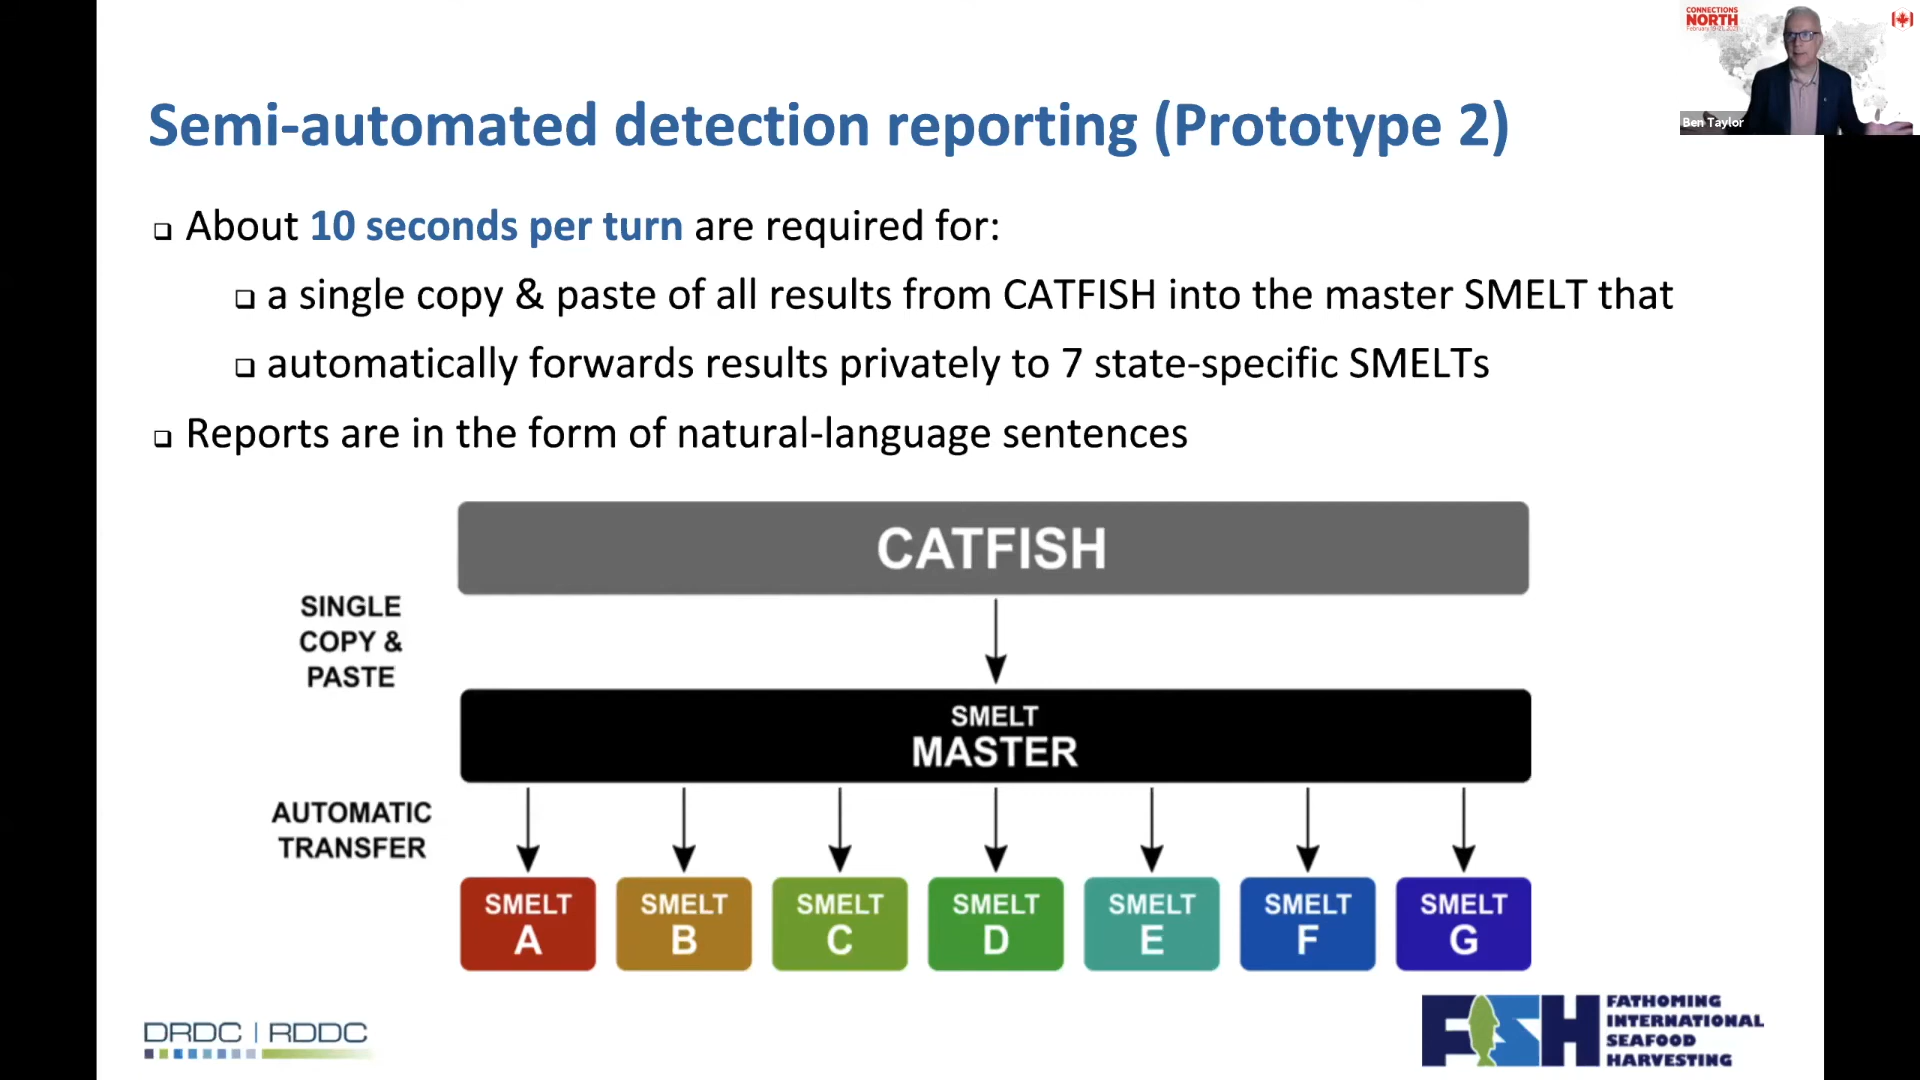 CONNECTIONS
NORTH
Ben Taylor
Semi-automated detection reporting (Prototype 2)
❑ About 10 seconds per turn are required for:
❑ a single copy & paste of all results from CATFISH into the master SMELT that
❑ automatically forwards results privately to 7 state-specific SMELTs
❑ Reports are in the form of natural-language sentences
CATFISH
SINGLE
COPY &
PASTE
SMELT
MASTER
AUTOMATIC
TRANSFER
SMELT
A
SMELT
B
SMELT
C
SMELT
D
SMELT
E
SMELT
F
SMELT
G
DRDC | RDDC
FISH
FATHOMING
INTERNATIONAL
SEAFOOD
HARVESTING